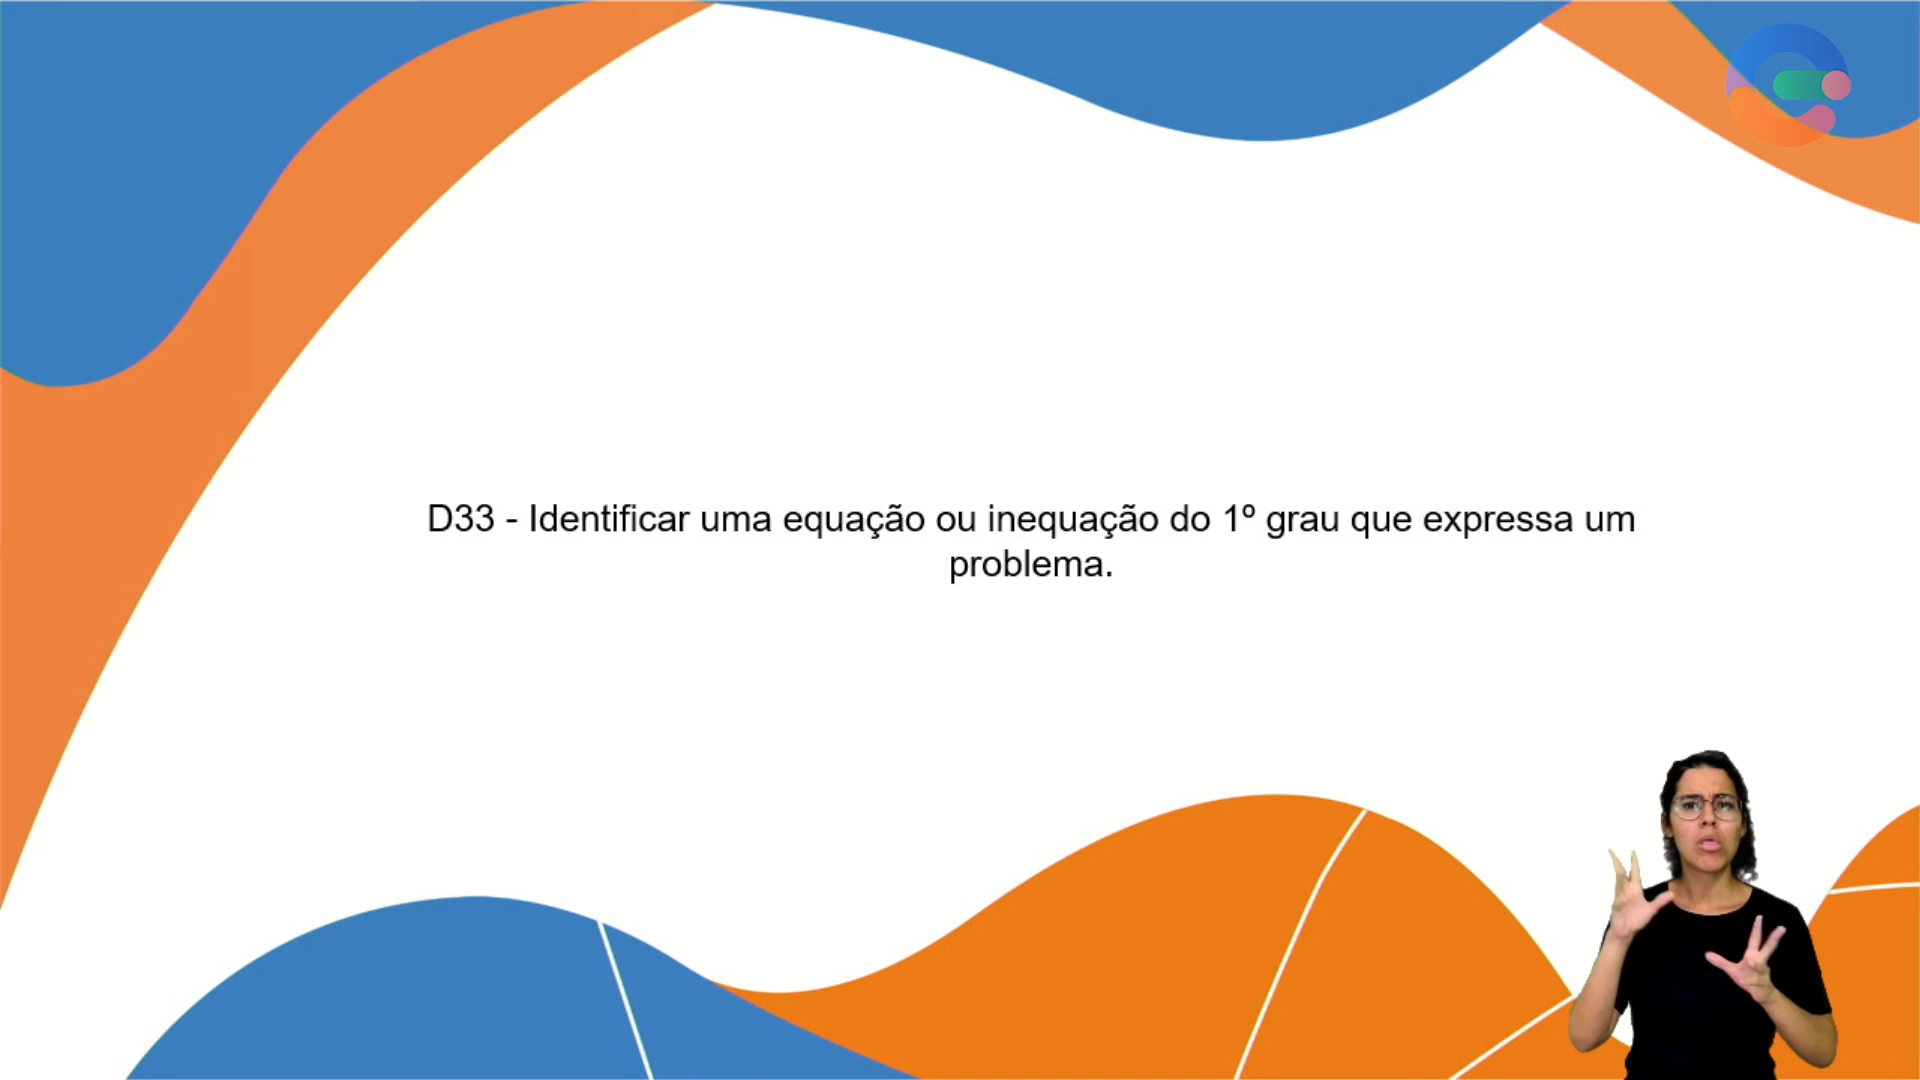 D33 - Identificar uma equação ou inequação do 1º grau que expressa um
problema.